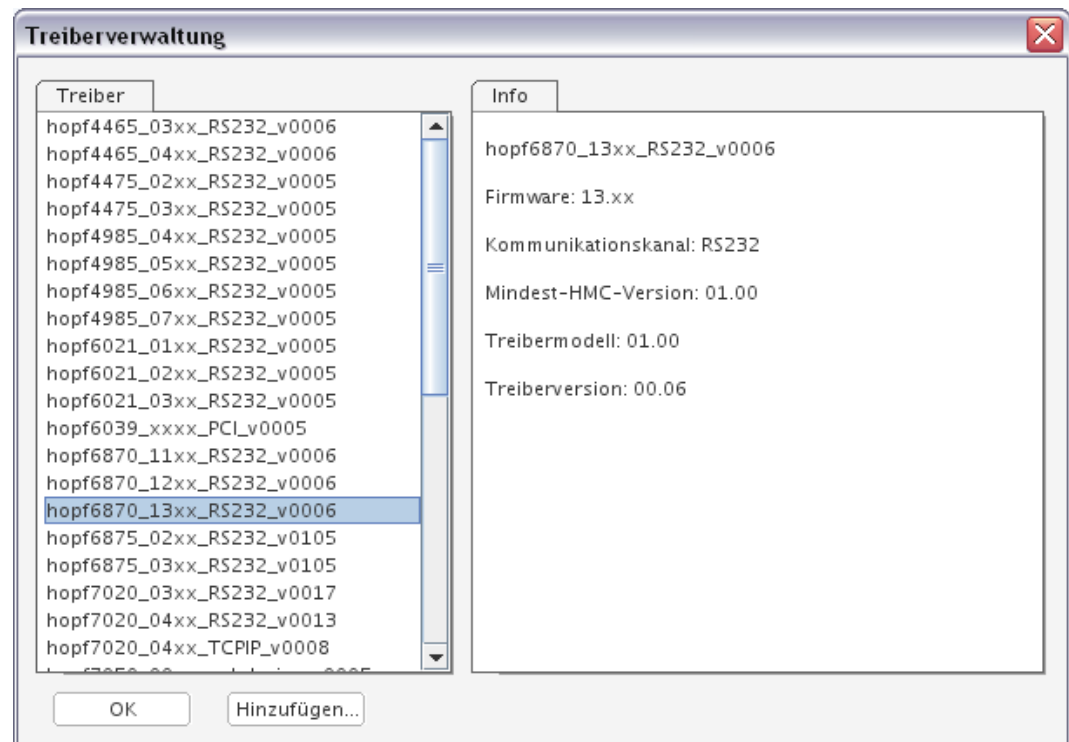 Treiberverwaltung
Treiber
hopf4465_03xx_RS232_v0006
hopf4465_04xx_RS232_v0006
hopf4475_02xx_RS232_v0005
hopf4475_03xx_RS232_v0005
hopf4985_04xx_RS232_v0005
hopf4985_05xx_RS232_v0005
hopf4985_06xx_RS232_v0005
hopf4985_07xx_RS232_v0005
hopf6021_01xx_RS232_v0005
hopf6021_02xx_RS232_v0005
hopf6021_03xx_RS232_v0005
hopf6039_xxxx_PCI_v0005
hopf6870_11xx_RS232_v0006
hopf6870_12xx_RS232_v0006
hopf6870_13xx_RS232_v0006
hopf6875_02xx_RS232_v0105
hopf6875_03xx_RS232_v0105
hopf7020_03xx_RS232_v0017
hopf7020_04xx_RS232_v0013
hopf7020_04xx_TCPIP_v0008
Info
hopf6870_13xx_RS232_v0006
Firmware: 13.xx
Kommunikationskanal: RS232
Mindest-HMC-Version: 01.00
Treibermodell: 01.00
Treiberversion: 00.06
OK
Hinzufügen...